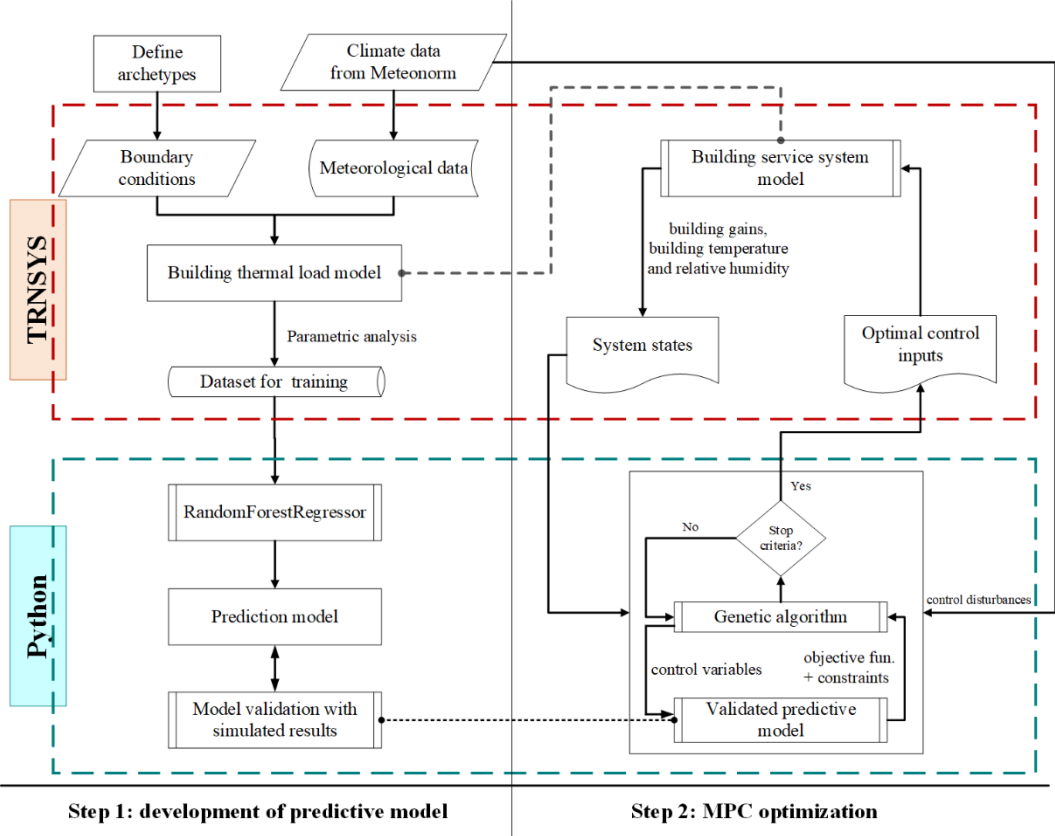 Define
archetypes
Climate data
from Meteonorm
TRNSYS
Boundary
conditions
Meteorological data
Building thermal load model
Parametric analysis
Dataset for training
Building service system
model
building gains,
building temperature
and relative humidity
System states
Optimal control
inputs
Python
RandomForestRegressor
Prediction model
Model validation with
simulated results
Yes
No
Stop
criteria?
Genetic algorithm
control disturbances
control variables
objective fun.
+ constraints
Validated predictive
model
Step 1: development of predictive model
Step 2: MPC optimization